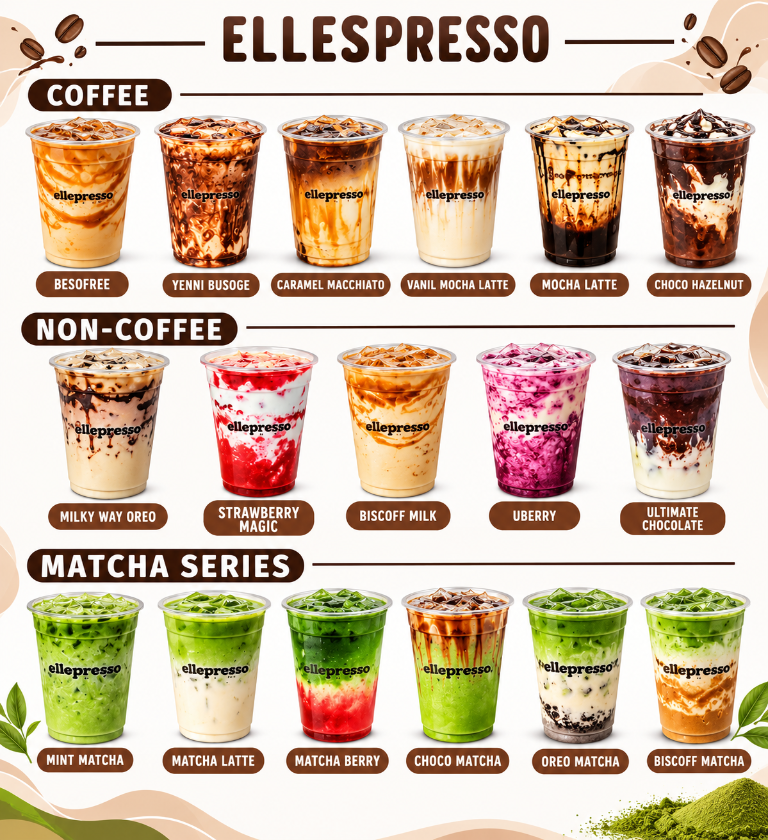 ELLESPRESSO
COFFEE
ellepresso
ellepresso
ellepresso
ellepresso
ellepresso
ellepresso
BESOFREE
YENNI BUSOGE
CARAMEL MACCHIATO
VANIL MOCHA LATTE
MOCHA LATTE
CHOCO HAZELNUT
NON-COFFEE
ellepresso
ellepresso
ellepresso
ellepresso
ellepresso
MILKY WAY OREO
STRAWBERRY
MAGIC
BISCOFF MILK
UBERRY
ULTIMATE
CHOCOLATE
MATCHA SERIES
ellepresso
ellepresso
ellepresso
ellepresso
ellepresso
ellepresso
MINT MATCHA
MATCHA LATTE
MATCHA BERRY
CHOCO MATCHA
OREO MATCHA
BISCOFF MATCHA